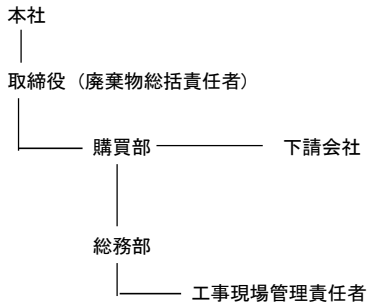 本社
取締役（廃棄物総括責任者）
購買部
下請会社
総務部
工事現場管理責任者